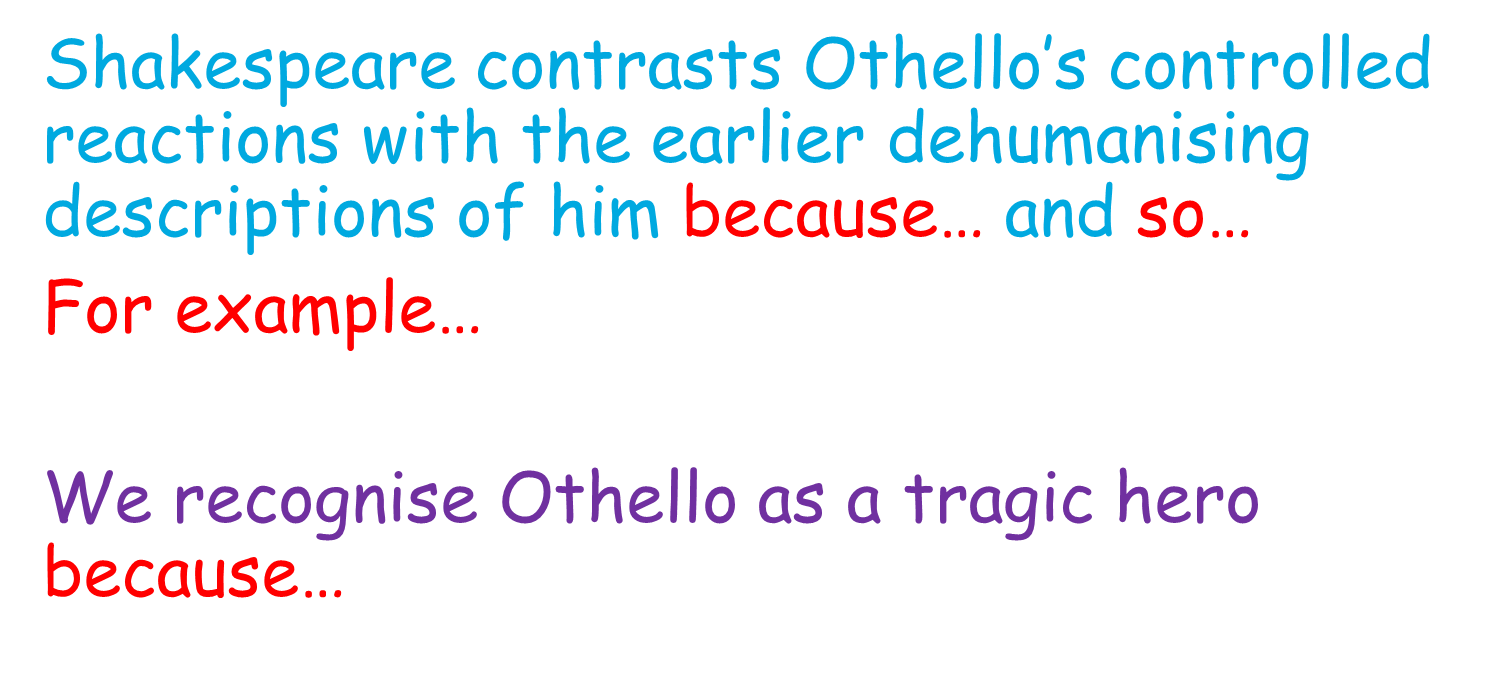 Shakespeare contrasts Othello’s controlled
reactions with the earlier dehumanising
descriptions of him because… and so…
For example…
We recognise Othello as a tragic hero
because…